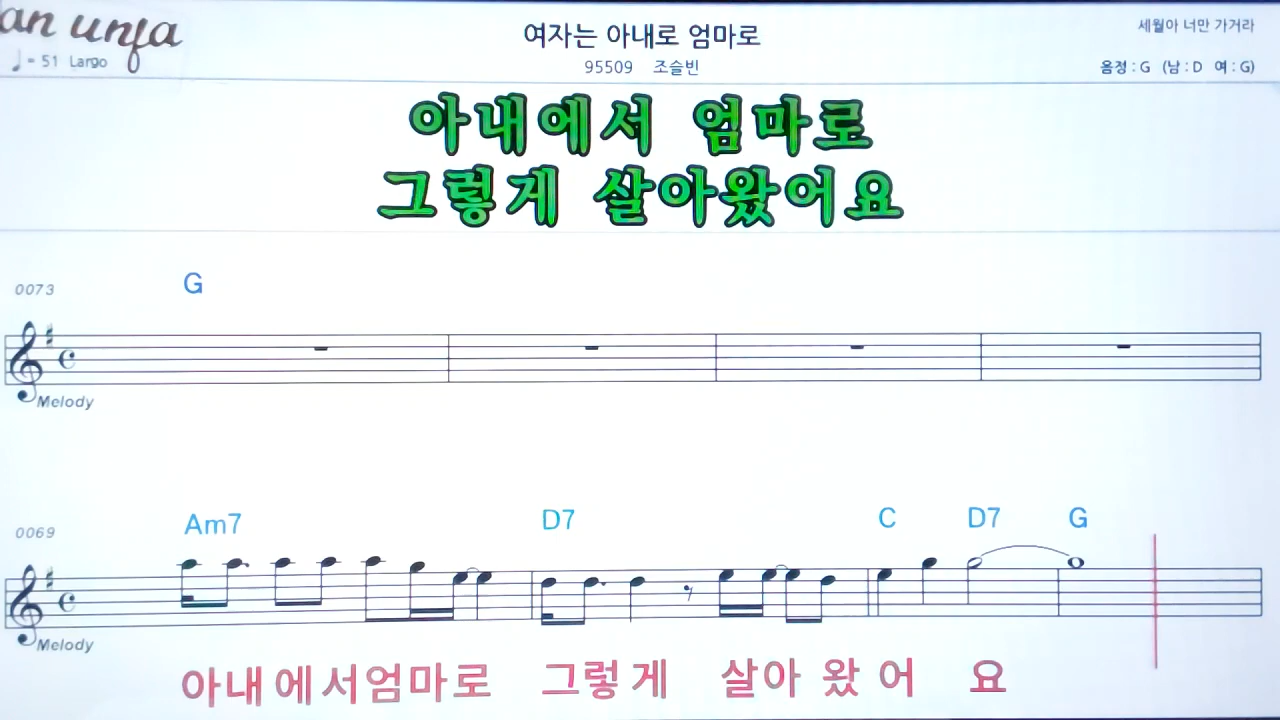 an unja
♩= 51 Largo
여자는 아내로 엄마로
95509 조슬빈
세월아 너만 가거라
음정 : G (남 : D 여 : G)
아내에서 엄마로
그렇게 살아왔어요
G
0073
Melody
Am7 D7 C D7 G
0069
Melody
아내에서엄마로 그렇게 살아 왔 어 요